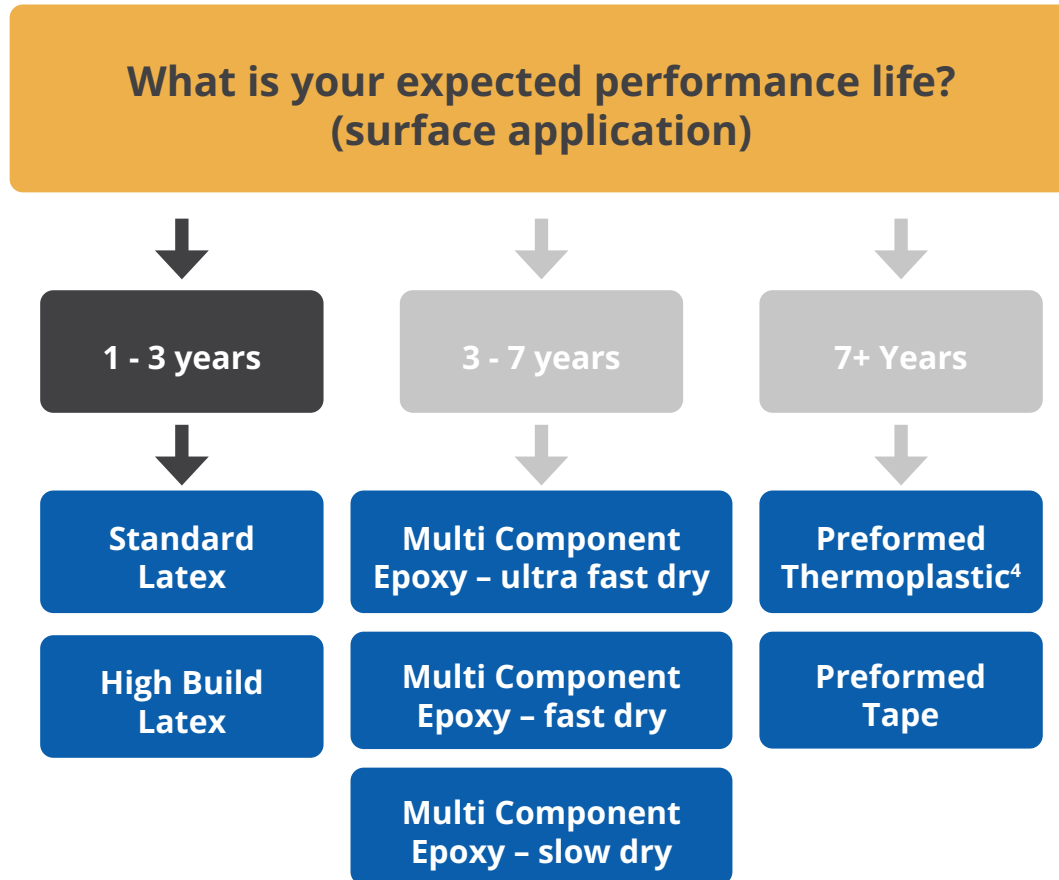 What is your expected performance life?
(surface application)
1 - 3 years
3 - 7 years
7+ Years
Standard
Latex
High Build
Latex
Multi Component
Epoxy – ultra fast dry
Multi Component
Epoxy – fast dry
Multi Component
Epoxy – slow dry
Preformed
Thermoplastic⁴
Preformed
Tape